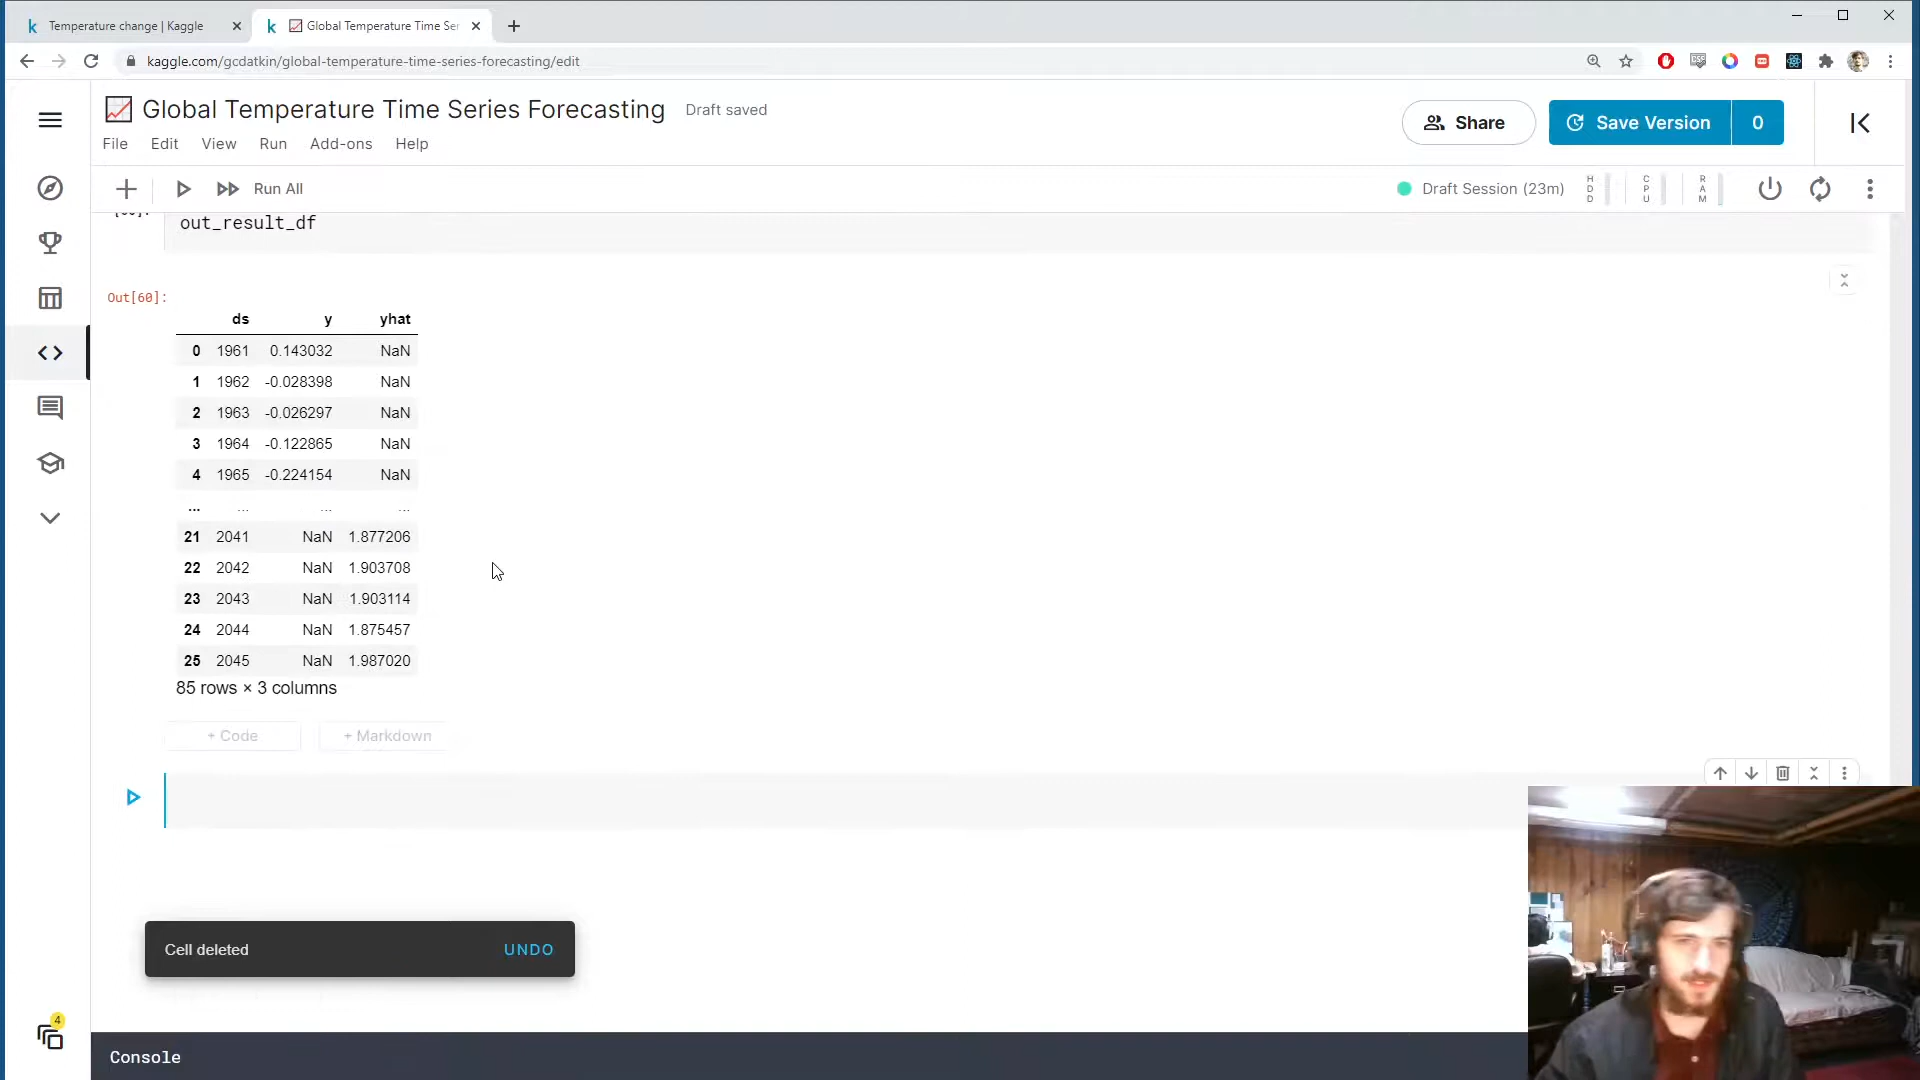 Temperature change | Kaggle
Global Temperature Time Ser
kaggle.com/gcdatkin/global-temperature-time-series-forecasting/edit
Global Temperature Time Series Forecasting
Draft saved
Share
Save Version
0
File Edit View Run Add-ons Help
Run All
Draft Session (23m)
HDD
CPU
RAM
out_result_df
Out[60]:
ds y yhat
0 1961 0.143032 NaN
1 1962 -0.028398 NaN
2 1963 -0.026297 NaN
3 1964 -0.122865 NaN
4 1965 -0.224154 NaN
... ... ... ...
21 2041 NaN 1.877206
22 2042 NaN 1.903708
23 2043 NaN 1.903114
24 2044 NaN 1.875457
25 2045 NaN 1.987020
85 rows × 3 columns
+ Code
+ Markdown
Cell deleted
UNDO
4
Console